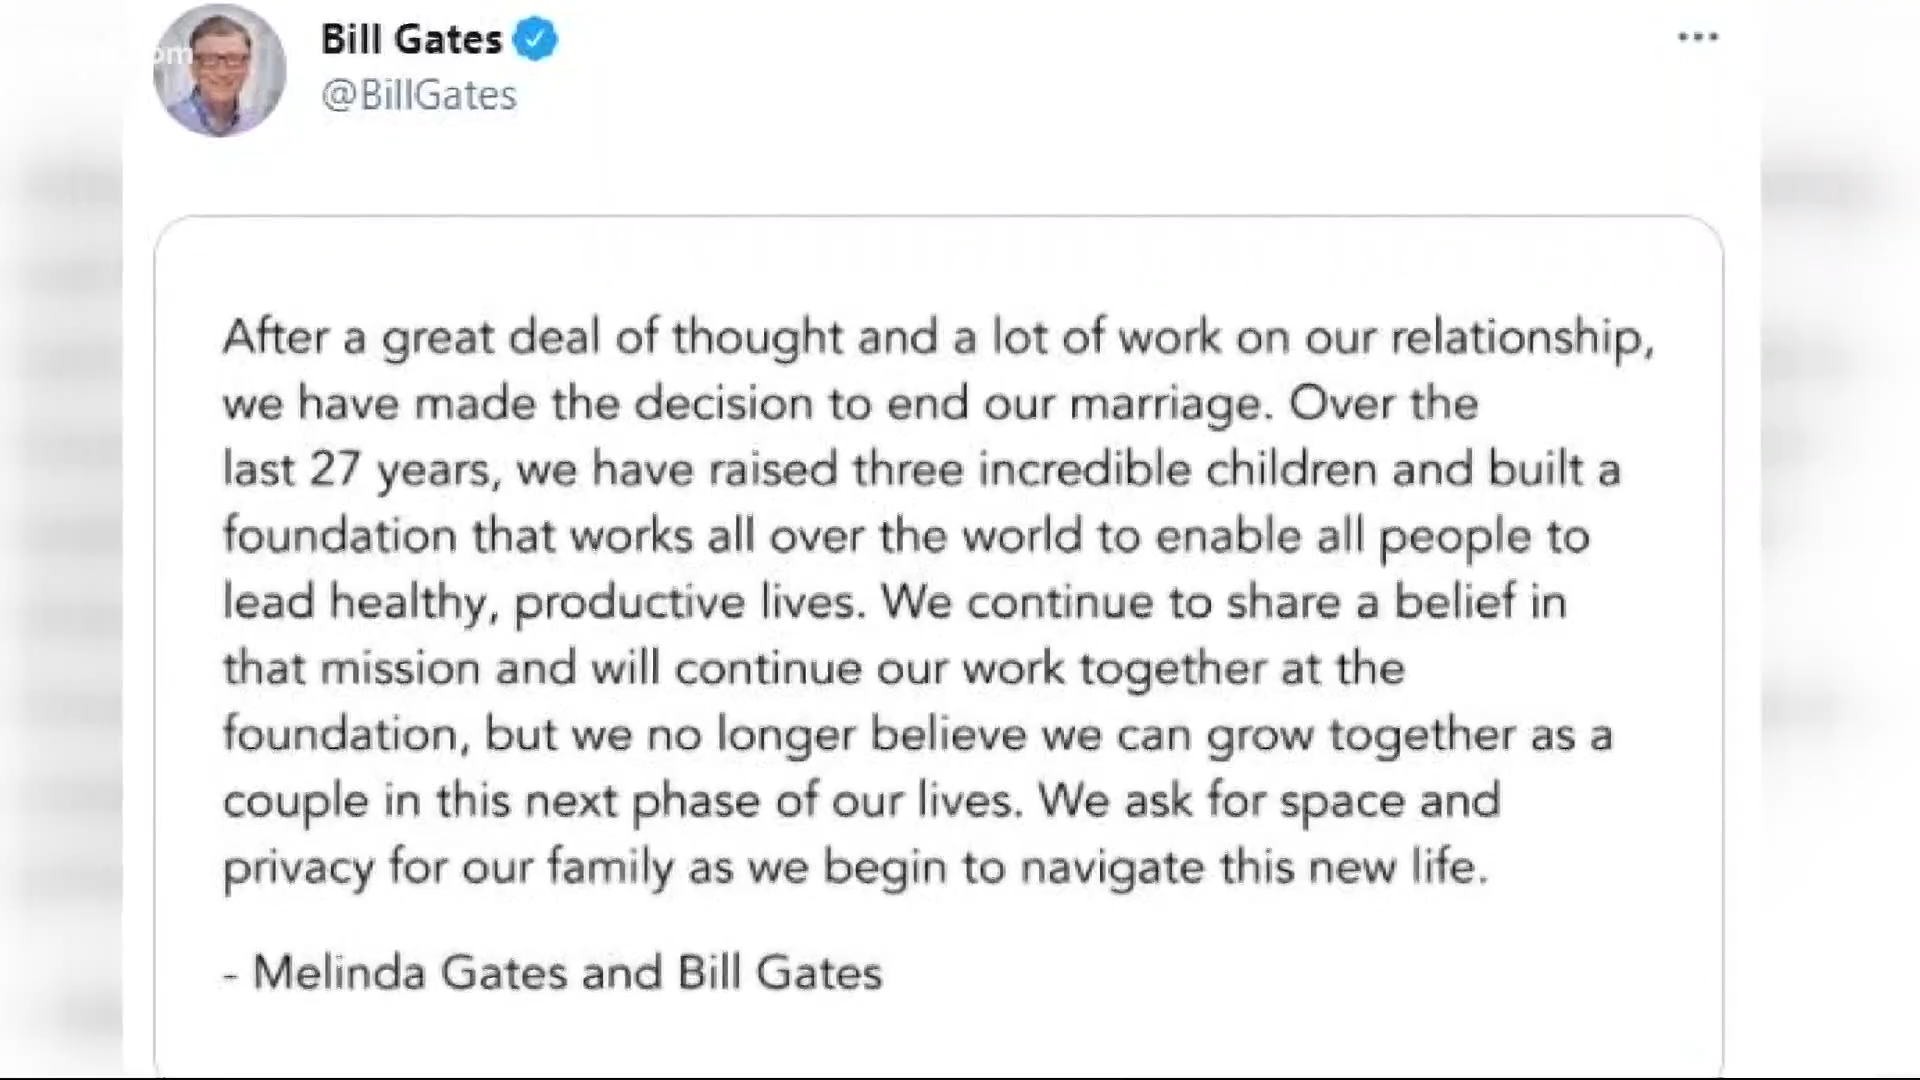 Bill Gates
@BillGates
After a great deal of thought and a lot of work on our relationship,
we have made the decision to end our marriage. Over the
last 27 years, we have raised three incredible children and built a
foundation that works all over the world to enable all people to
lead healthy, productive lives. We continue to share a belief in
that mission and will continue our work together at the
foundation, but we no longer believe we can grow together as a
couple in this next phase of our lives. We ask for space and
privacy for our family as we begin to navigate this new life.
- Melinda Gates and Bill Gates